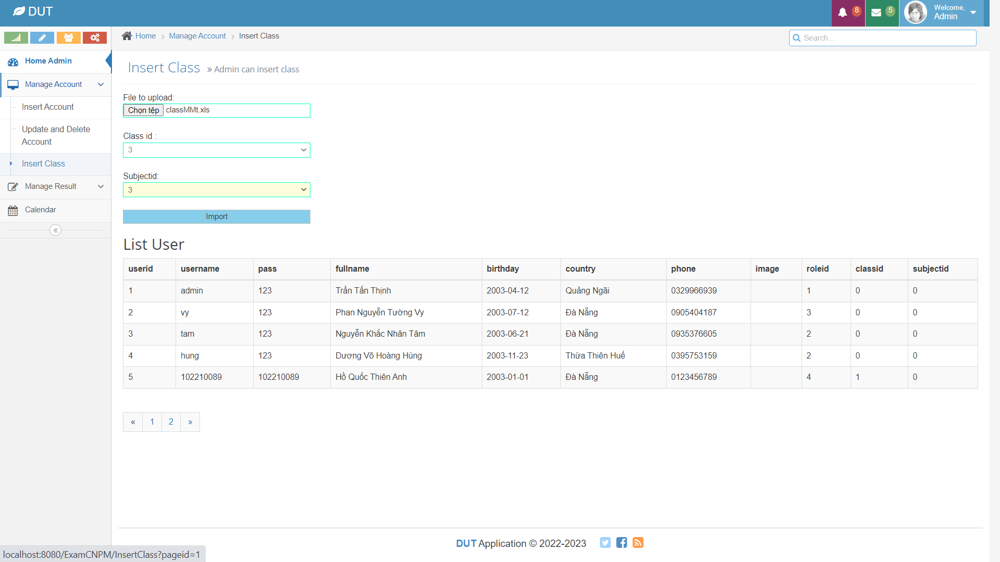 DUT
8
5
Welcome,
Admin
Home
Manage Account
Insert Class
Search ...
Home Admin
Manage Account
Insert Account
Update and Delete
Account
Insert Class
Manage Result
Calendar
Insert Class » Admin can insert class
File to upload:
Chọn tệp classMMt.xls
Class id :
3
Subjectid:
3
Import
List User
userid username pass fullname birthday country phone image roleid classid subjectid
1 admin 123 Trần Tấn Thịnh 2003-04-12 Quảng Ngãi 0329966939 1 0 0
2 vy 123 Phan Nguyễn Tường Vy 2003-07-12 Đà Nẵng 0905404187 3 0 0
3 tam 123 Nguyễn Khắc Nhân Tâm 2003-06-21 Đà Nẵng 0935376605 2 0 0
4 hung 123 Dương Võ Hoàng Hùng 2003-11-23 Thừa Thiên Huế 0395753159 2 0 0
5 102210089 102210089 Hồ Quốc Thiên Anh 2003-01-01 Đà Nẵng 0123456789 4 1 0
« 1 2 »
DUT Application © 2022-2023
localhost:8080/ExamCNPM/InsertClass?pageid=1